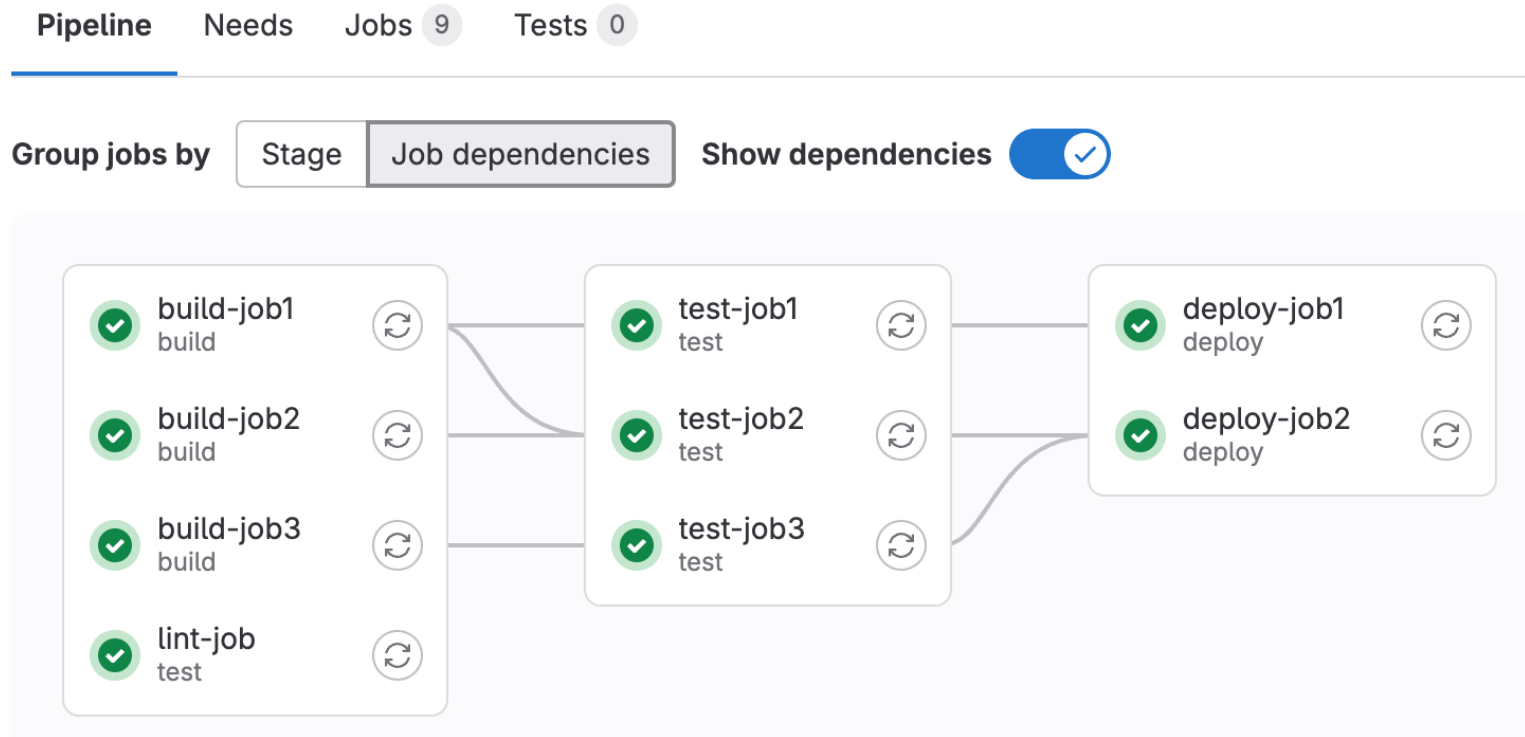 Pipeline Needs Jobs 9 Tests 0
Group jobs by Stage Job dependencies Show dependencies
build-job1
build
build-job2
build
build-job3
build
lint-job
test
test-job1
test
test-job2
test
test-job3
test
deploy-job1
deploy
deploy-job2
deploy